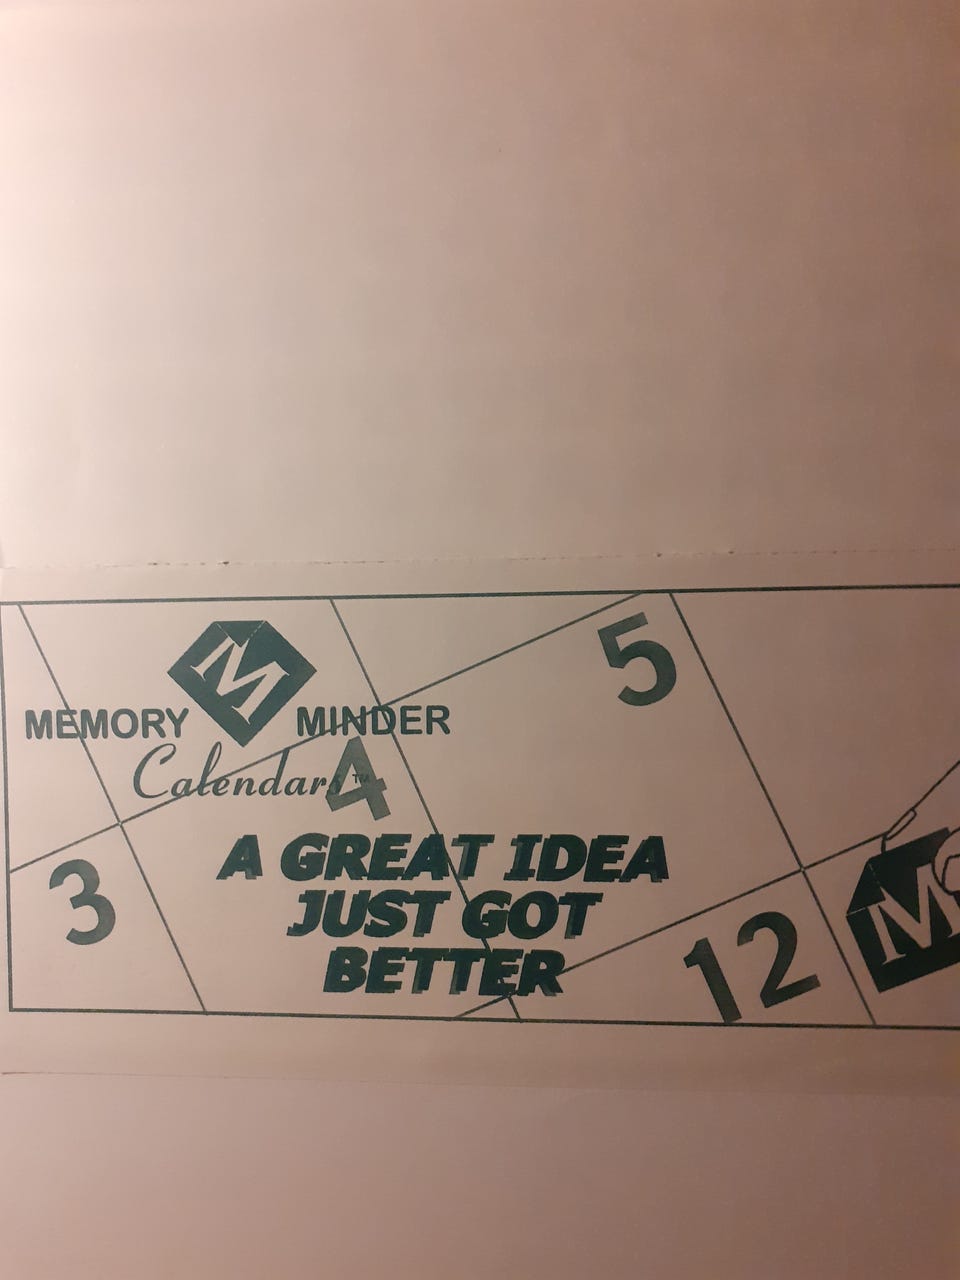 M
MEMORY MINDER
Calendars™
5
4
3
A GREAT IDEA
JUST GOT
BETTER
12
M